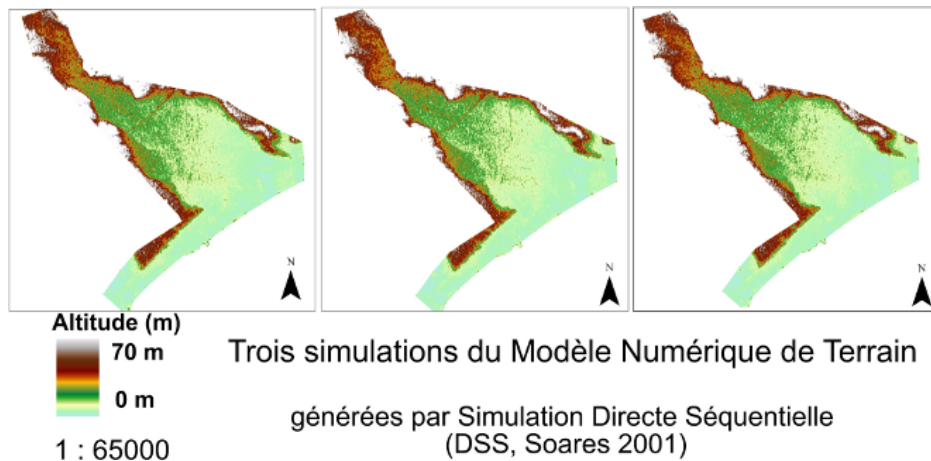 N
N
N
Altitude (m)
70 m
0 m
1 : 65000
Trois simulations du Modèle Numérique de Terrain
générées par Simulation Directe Séquentielle
(DSS, Soares 2001)